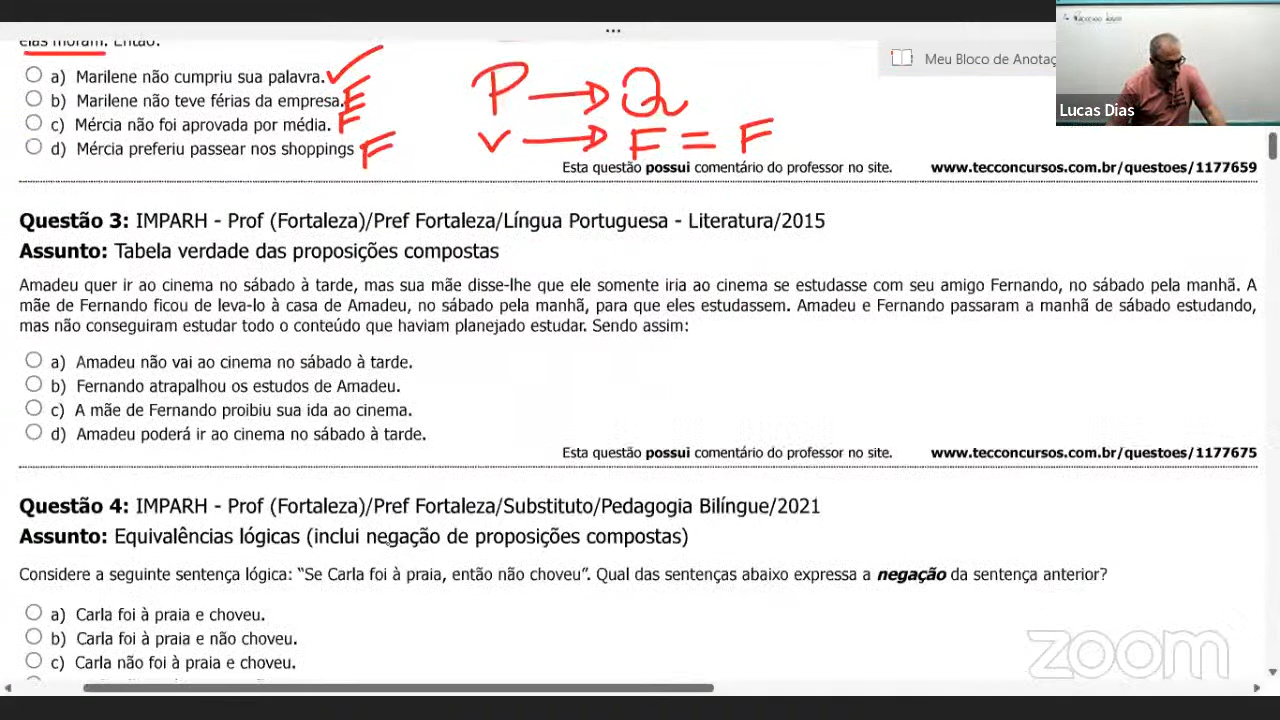 ...
elas moram. Então:
a) Marilene não cumpriu sua palavra.
b) Marilene não teve férias da empresa. F
c) Mércia não foi aprovada por média. F
d) Mércia preferiu passear nos shoppings F
P → Q
V → F = F
Meu Bloco de Anotaç
Lucas Dias
Esta questão possui comentário do professor no site. www.tecconcursos.com.br/questoes/1177659
Questão 3: IMPARH - Prof (Fortaleza)/Pref Fortaleza/Língua Portuguesa - Literatura/2015
Assunto: Tabela verdade das proposições compostas
Amadeu quer ir ao cinema no sábado à tarde, mas sua mãe disse-lhe que ele somente iria ao cinema se estudasse com seu amigo Fernando, no sábado pela manhã. A
mãe de Fernando ficou de leva-lo à casa de Amadeu, no sábado pela manhã, para que eles estudassem. Amadeu e Fernando passaram a manhã de sábado estudando,
mas não conseguiram estudar todo o conteúdo que haviam planejado estudar. Sendo assim:
a) Amadeu não vai ao cinema no sábado à tarde.
b) Fernando atrapalhou os estudos de Amadeu.
c) A mãe de Fernando proibiu sua ida ao cinema.
d) Amadeu poderá ir ao cinema no sábado à tarde.
Esta questão possui comentário do professor no site. www.tecconcursos.com.br/questoes/1177675
Questão 4: IMPARH - Prof (Fortaleza)/Pref Fortaleza/Substituto/Pedagogia Bilíngue/2021
Assunto: Equivalências lógicas (inclui negação de proposições compostas)
Considere a seguinte sentença lógica: “Se Carla foi à praia, então não choveu”. Qual das sentenças abaixo expressa a negação da sentença anterior?
a) Carla foi à praia e choveu.
b) Carla foi à praia e não choveu.
c) Carla não foi à praia e choveu.
zoom